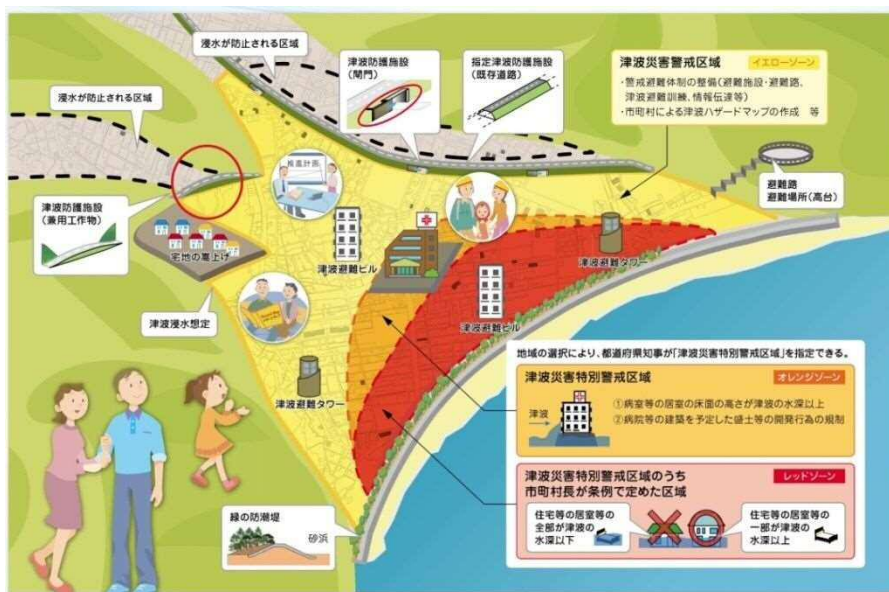 浸水が防止される区域
浸水が防止される区域
津波防護施設
(閘門)
指定津波防護施設
(既存道路)
津波災害警戒区域
イエローゾーン
・警戒避難体制の整備(避難施設・避難路、
津波避難訓練、情報伝達等)
・市町村による津波ハザードマップの作成 等
推進計画
避難路
避難場所(高台)
津波防護施設
(兼用工作物)
宅地の嵩上げ
津波避難ビル
津波避難タワー
津波避難ビル
津波浸水想定
津波避難タワー
地域の選択により、都道府県知事が「津波災害特別警戒区域」を指定できる。
津波災害特別警戒区域
オレンジゾーン
津波
①病室等の居室の床面の高さが津波の水深以上
②病院等の建築を予定した盛土等の開発行為の規制
津波災害特別警戒区域のうち
市町村長が条例で定めた区域
レッドゾーン
住宅等の居室等の
全部が津波の
水深以下
住宅等の居室等の
一部が津波の
水深以上
緑の防潮堤
砂浜